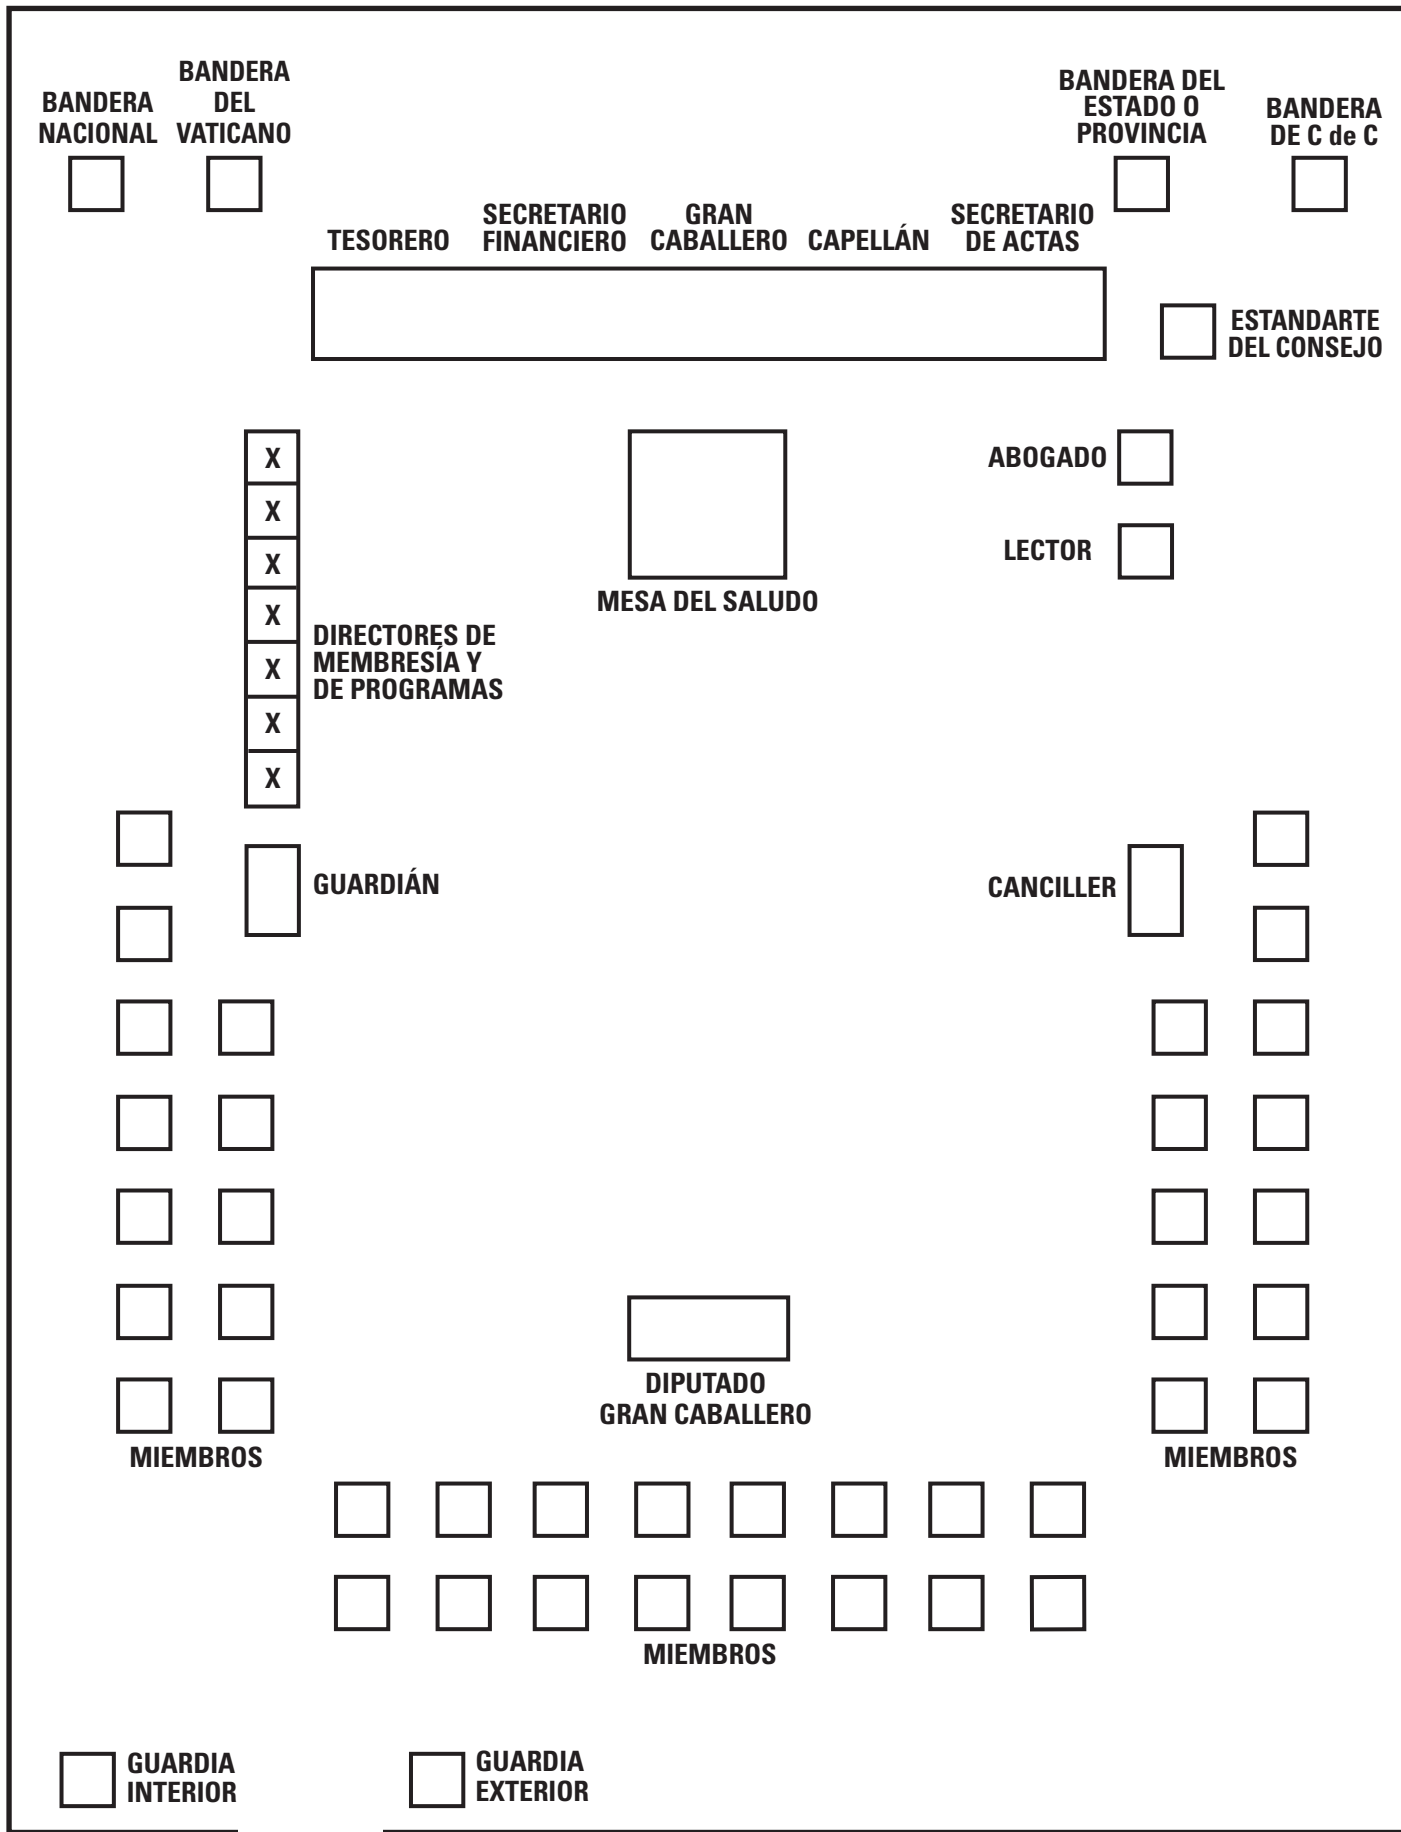 BANDERA
NACIONAL
BANDERA
DEL
VATICANO
BANDERA DEL
ESTADO O
PROVINCIA
BANDERA
DE C de C
TESORERO
SECRETARIO
FINANCIERO
GRAN
CABALLERO
CAPELLÁN
SECRETARIO
DE ACTAS
ESTANDARTE
DEL CONSEJO
X
X
X
X
X
X
X
DIRECTORES DE
MEMBRESÍA Y
DE PROGRAMAS
MESA DEL SALUDO
ABOGADO
LECTOR
GUARDIÁN
CANCILLER
DIPUTADO
GRAN CABALLERO
MIEMBROS
MIEMBROS
MIEMBROS
GUARDIA
INTERIOR
GUARDIA
EXTERIOR